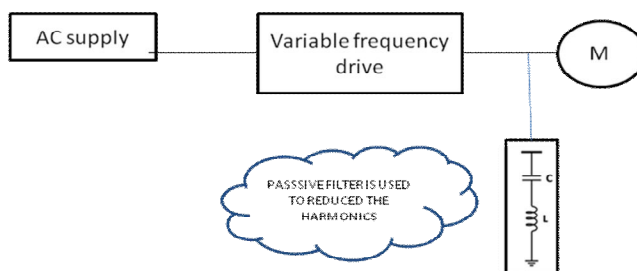 AC supply
Variable frequency
drive
M
C
L
PASSSIVE FILTER IS USED
TO REDUCED THE
HARMONICS